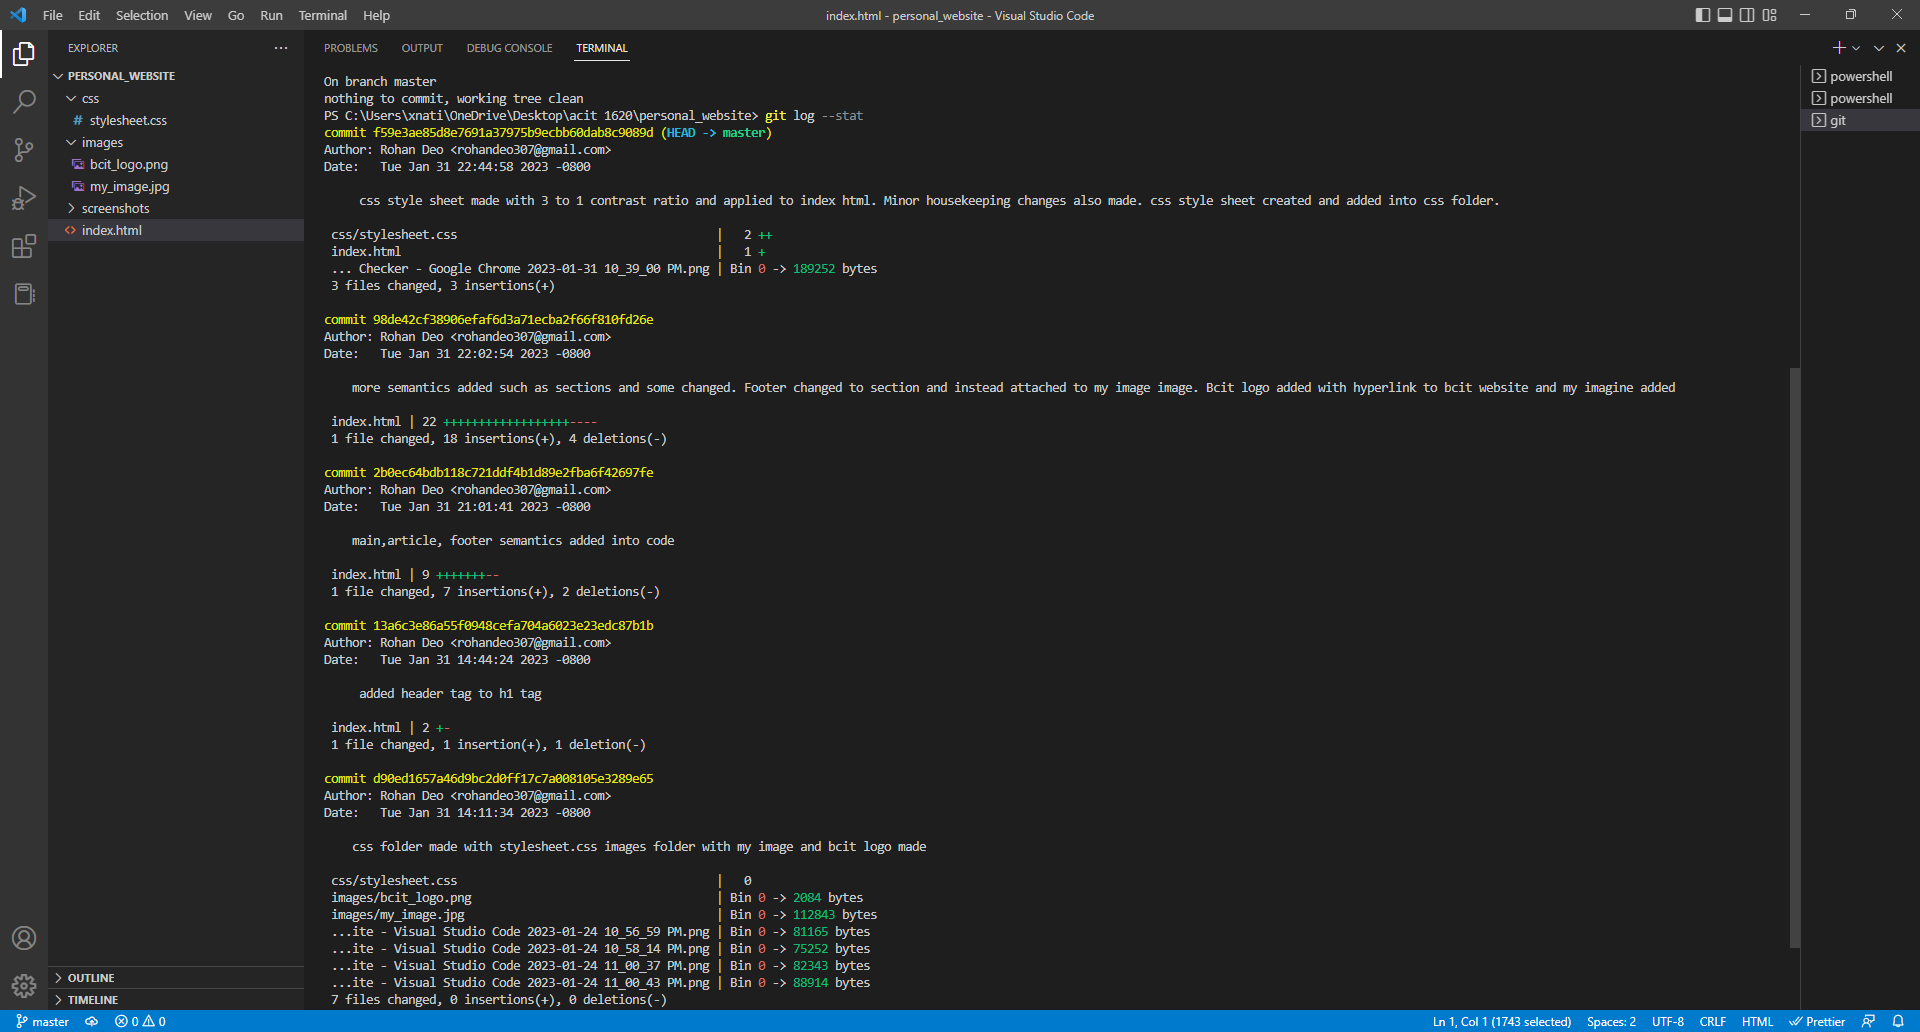 File Edit Selection View Go Run Terminal Help
index.html - personal_website - Visual Studio Code
EXPLORER
PERSONAL_WEBSITE
css
# stylesheet.css
images
bcit_logo.png
my_image.jpg
screenshots
<> index.html
OUTLINE
TIMELINE
PROBLEMS OUTPUT DEBUG CONSOLE TERMINAL
On branch master
nothing to commit, working tree clean
PS C:\Users\xnati\OneDrive\Desktop\acit 1620\personal_website> git log --stat
commit f59e3ae85d8e7691a37975b9ecbb60dab8c9089d (HEAD -> master)
Author: Rohan Deo <rohandeo307@gmail.com>
Date:   Tue Jan 31 22:44:58 2023 -0800
css style sheet made with 3 to 1 contrast ratio and applied to index html. Minor housekeeping changes also made. css style sheet created and added into css folder.
css/stylesheet.css | 2 ++
index.html | 1 +
... Checker - Google Chrome 2023-01-31 10_39_00 PM.png | Bin 0 -> 189252 bytes
3 files changed, 3 insertions(+)
commit 98de42cf38906efaf6d3a71ecba2f66f810fd26e
Author: Rohan Deo <rohandeo307@gmail.com>
Date:   Tue Jan 31 22:02:54 2023 -0800
more semantics added such as sections and some changed. Footer changed to section and instead attached to my image image. Bcit logo added with hyperlink to bcit website and my imagine added
index.html | 22 ++++++++++++++++++----
1 file changed, 18 insertions(+), 4 deletions(-)
commit 2b0ec64bdb118c721ddf4b1d89e2fba6f42697fe
Author: Rohan Deo <rohandeo307@gmail.com>
Date:   Tue Jan 31 21:01:41 2023 -0800
main,article, footer semantics added into code
index.html | 9 +++++++--
1 file changed, 7 insertions(+), 2 deletions(-)
commit 13a6c3e86a55f0948cefa704a6023e23edc87b1b
Author: Rohan Deo <rohandeo307@gmail.com>
Date:   Tue Jan 31 14:44:24 2023 -0800
added header tag to h1 tag
index.html | 2 +-
1 file changed, 1 insertion(+), 1 deletion(-)
commit d90ed1657a46d9bc2d0ff17c7a008105e3289e65
Author: Rohan Deo <rohandeo307@gmail.com>
Date:   Tue Jan 31 14:11:34 2023 -0800
css folder made with stylesheet.css images folder with my image and bcit logo made
css/stylesheet.css | 0
images/bcit_logo.png | Bin 0 -> 2084 bytes
images/my_image.jpg | Bin 0 -> 112843 bytes
...ite - Visual Studio Code 2023-01-24 10_56_59 PM.png | Bin 0 -> 81165 bytes
...ite - Visual Studio Code 2023-01-24 10_58_14 PM.png | Bin 0 -> 75252 bytes
...ite - Visual Studio Code 2023-01-24 11_00_37 PM.png | Bin 0 -> 82343 bytes
...ite - Visual Studio Code 2023-01-24 11_00_43 PM.png | Bin 0 -> 88914 bytes
7 files changed, 0 insertions(+), 0 deletions(-)
powershell
powershell
git
master 0 0
Ln 1, Col 1 (1743 selected) Spaces: 2 UTF-8 CRLF HTML Prettier